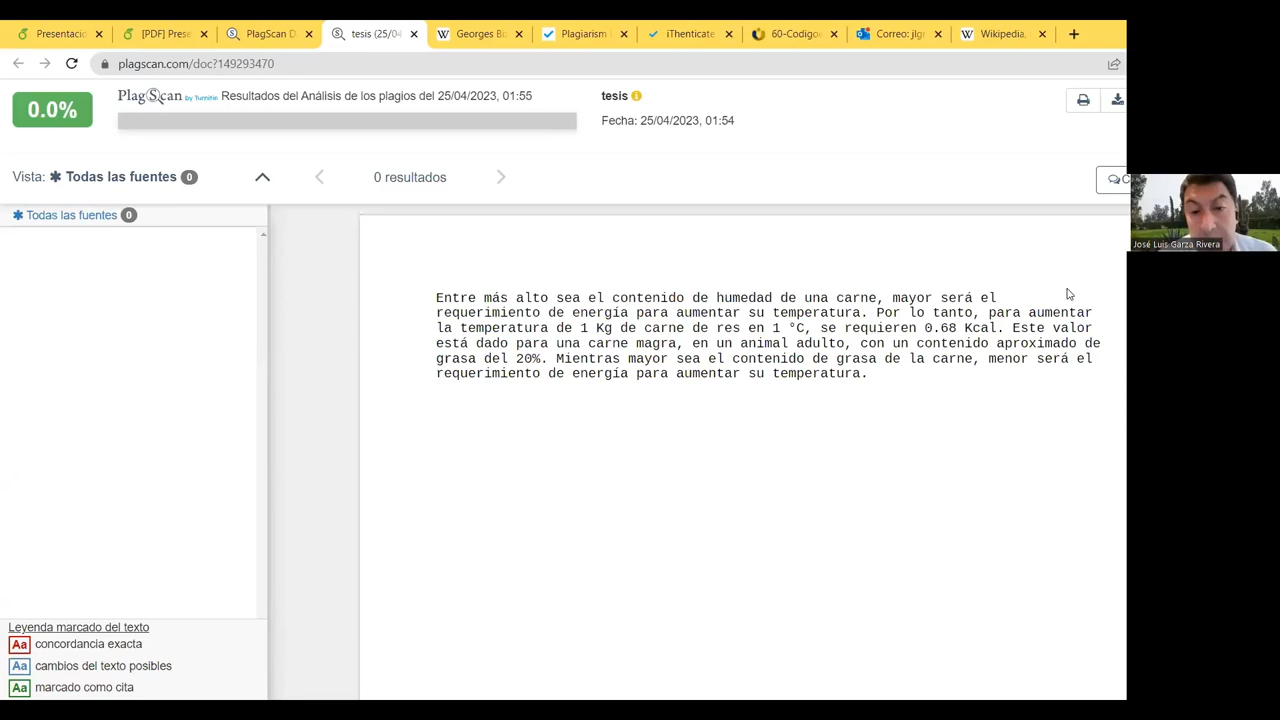 Presentacio
[PDF] Prese
PlagScan D
tesis (25/04
Georges Bi
Plagiarism
iThenticate
60-Codigo
Correo: jlg
Wikipedia,
plagscan.com/doc?149293470
0.0%
PlagScan by Turnitin Resultados del Análisis de los plagios del 25/04/2023, 01:55
tesis
Fecha: 25/04/2023, 01:54
Vista: ✱ Todas las fuentes 0
0 resultados
C
✱ Todas las fuentes 0
José Luis Garza Rivera
Entre más alto sea el contenido de humedad de una carne, mayor será el
requerimiento de energía para aumentar su temperatura. Por lo tanto, para aumentar
la temperatura de 1 Kg de carne de res en 1 °C, se requieren 0.68 Kcal. Este valor
está dado para una carne magra, en un animal adulto, con un contenido aproximado de
grasa del 20%. Mientras mayor sea el contenido de grasa de la carne, menor será el
requerimiento de energía para aumentar su temperatura.
Leyenda marcado del texto
Aa concordancia exacta
Aa cambios del texto posibles
Aa marcado como cita